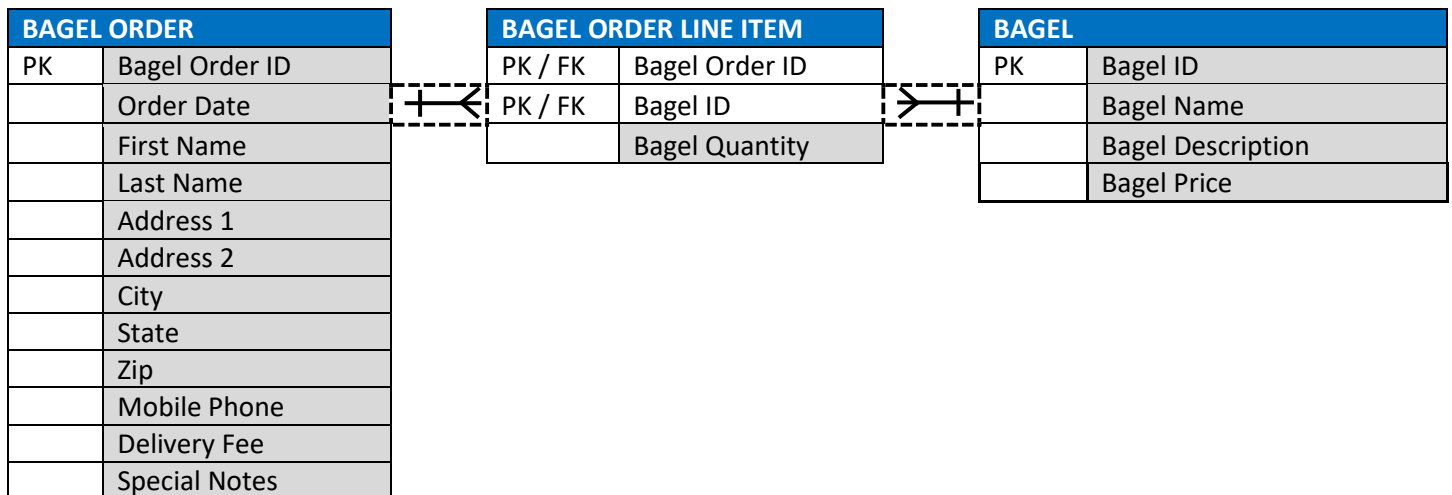 BAGEL ORDER
PK Bagel Order ID
Order Date
First Name
Last Name
Address 1
Address 2
City
State
Zip
Mobile Phone
Delivery Fee
Special Notes
BAGEL ORDER LINE ITEM
PK / FK Bagel Order ID
PK / FK Bagel ID
Bagel Quantity
BAGEL
PK Bagel ID
Bagel Name
Bagel Description
Bagel Price